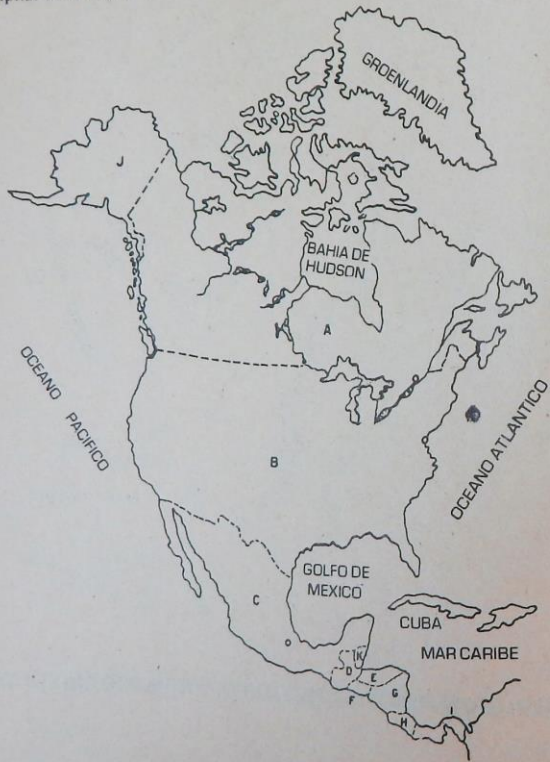 GROENLANDIA
J
BAHIA DE
HUDSON
A
OCEANO PACIFICO
OCEANO ATLANTICO
B
GOLFO DE
MEXICO
C
CUBA
MAR CARIBE
K
D
E
F
G
H
I